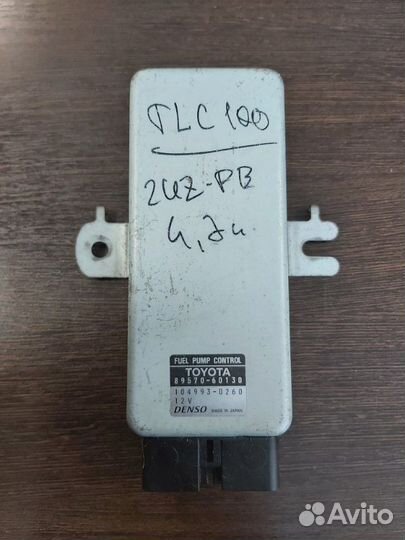 TLC 100
2UZ-FE
4,7л.
FUEL PUMP CONTROL
TOYOTA
89570-60130
104993-0260
12V
DENSO MADE IN JAPAN
Avito